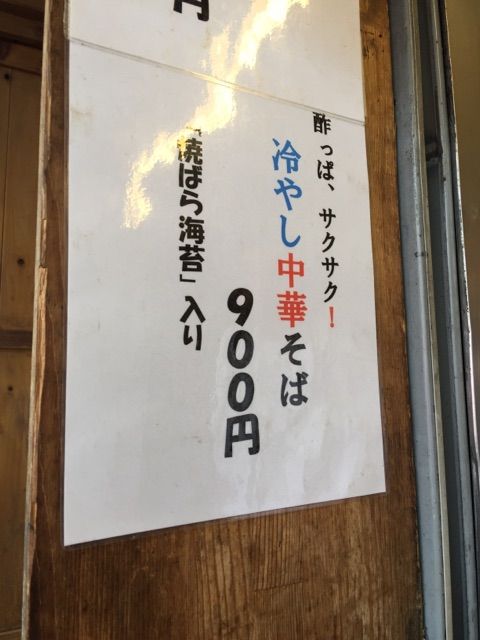 円
酢っぱ、サクサク!
冷やし中華そば
900円
「焼ばら海苔」入り